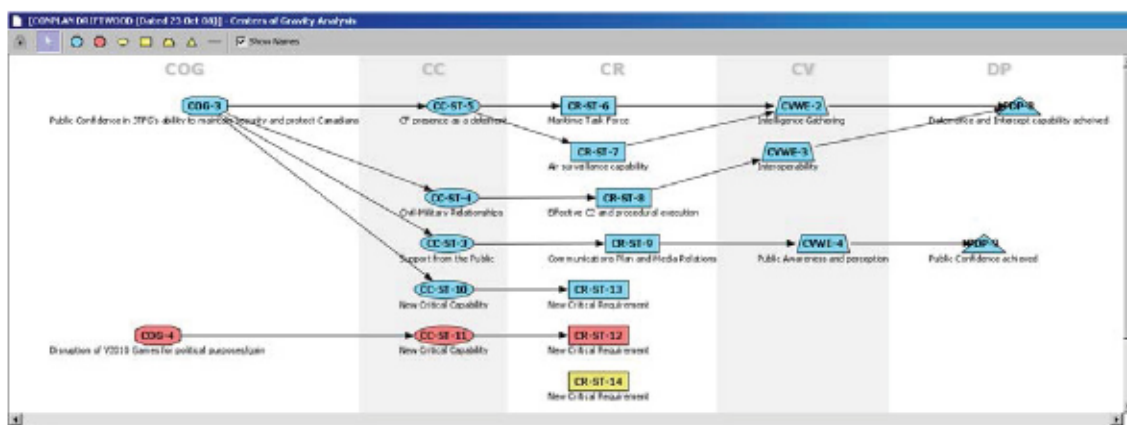 [CONPLAN DRIFTWOOD (Dated 23 Oct 08)] - Centers of Gravity Analysis
Show Names
COG CC CR CV DP
COG-3 CC-ST-5 CR-ST-6 CVWE-2
Public Confidence in JTFG's ability to maintain security and protect Canadians CF presence as a deterrent Maritime Task Force Intelligence Gathering and Intercept capability acheived
CR-ST-7 CVWE-3
Air surveillance capability Interoperability
CC-ST-4 CR-ST-8
Civil-Military Relationships Effective C2 and procedural execution
CC-ST-3 CR-ST-9 CVWE-4
Support from the Public Communications Plan and Media Relations Public Awareness and perception Public Confidence achieved
CC-ST-10 CR-ST-13
New Critical Capability New Critical Requirement
COG-4 CC-ST-11 CR-ST-12
Disruption of V2010 Games for political purposes/gain New Critical Capability New Critical Requirement
CR-ST-14
New Critical Requirement